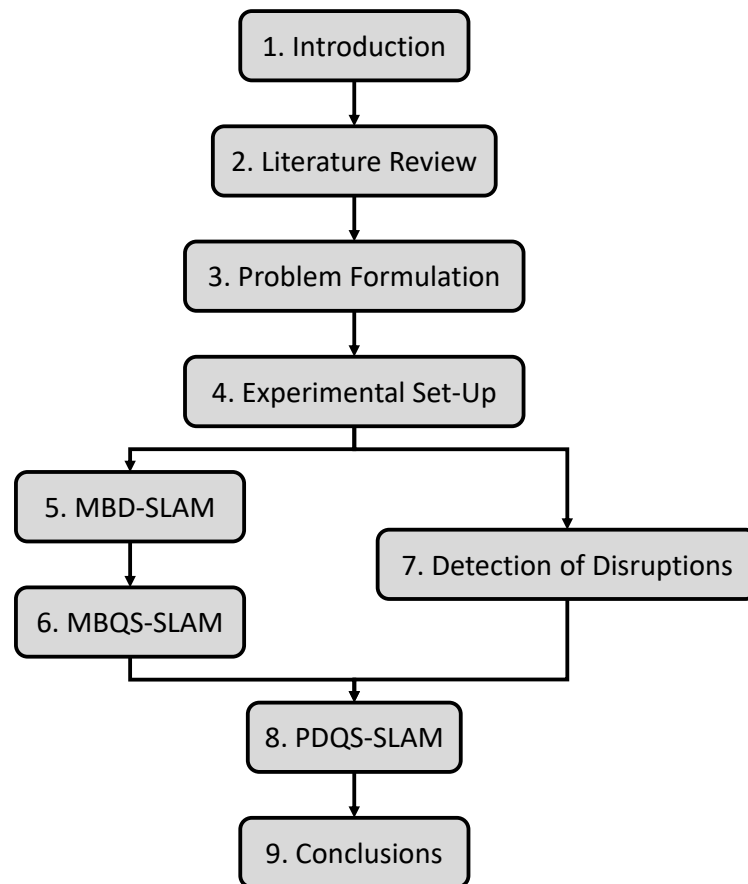 1. Introduction
2. Literature Review
3. Problem Formulation
4. Experimental Set-Up
5. MBD-SLAM
6. MBQS-SLAM
7. Detection of Disruptions
8. PDQS-SLAM
9. Conclusions